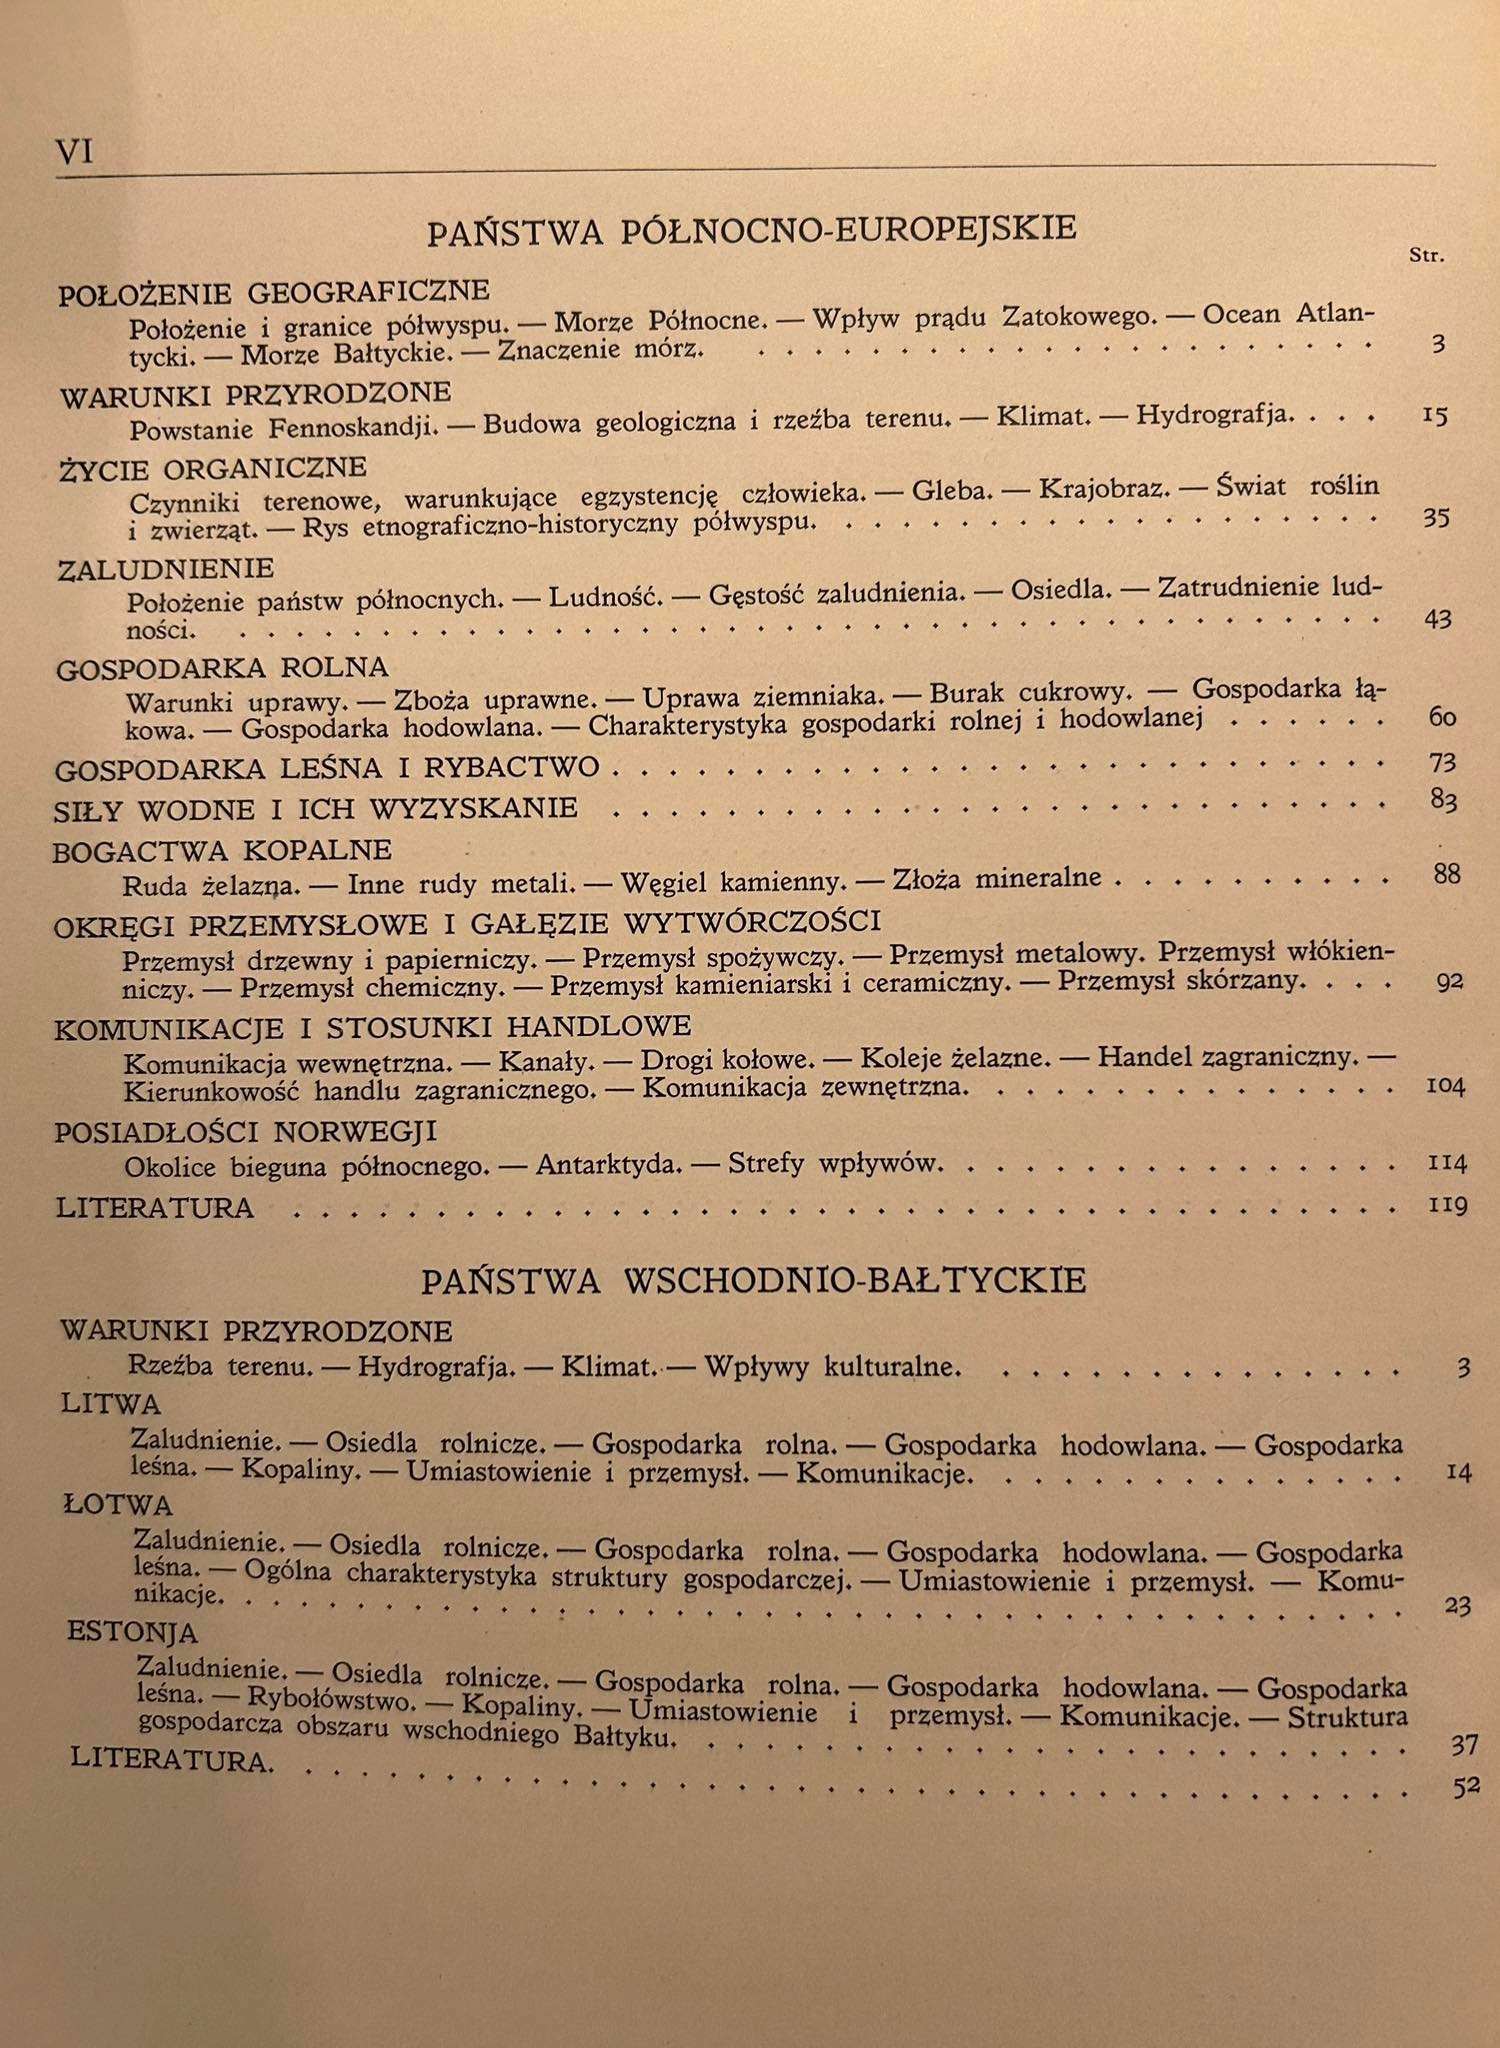 VI
PAŃSTWA PÓŁNOCNO-EUROPEJSKIE
Str.
POŁOŻENIE GEOGRAFICZNE
Położenie i granice półwyspu. — Morze Północne. — Wpływ prądu Zatokowego. — Ocean Atlan-
tycki. — Morze Bałtyckie. — Znaczenie mórz. . . . . . . . . . . . . . . . . . . . . . . 3
WARUNKI PRZYRODZONE
Powstanie Fennoskandji. — Budowa geologiczna i rzeźba terenu. — Klimat. — Hydrografja. . . . 15
ŻYCIE ORGANICZNE
Czynniki terenowe, warunkujące egzystencję człowieka. — Gleba. — Krajobraz. — Świat roślin
i zwierząt. — Rys etnograficzno-historyczny półwyspu. . . . . . . . . . . . . . . . . . . . 35
ZALUDNIENIE
Położenie państw północnych. — Ludność. — Gęstość zaludnienia. — Osiedla. — Zatrudnienie lud-
ności. . . . . . . . . . . . . . . . . . . . . . . . . . . . . . . . . . . . . . . . . 43
GOSPODARKA ROLNA
Warunki uprawy. — Zboża uprawne. — Uprawa ziemniaka. — Burak cukrowy. — Gospodarka łą-
kowa. — Gospodarka hodowlana. — Charakterystyka gospodarki rolnej i hodowlanej . . . . . . 60
GOSPODARKA LEŚNA I RYBACTWO . . . . . . . . . . . . . . . . . . . . . . . . . . . 73
SIŁY WODNE I ICH WYZYSKANIE . . . . . . . . . . . . . . . . . . . . . . . . . . . 83
BOGACTWA KOPALNE
Ruda żelazna. — Inne rudy metali. — Węgiel kamienny. — Złoża mineralne . . . . . . . . . . 88
OKRĘGI PRZEMYSŁOWE I GAŁĘZIE WYTWÓRCZOŚCI
Przemysł drzewny i papierniczy. — Przemysł spożywczy. — Przemysł metalowy. Przemysł włókien-
niczy. — Przemysł chemiczny. — Przemysł kamieniarski i ceramiczny. — Przemysł skórzany. . . . 92
KOMUNIKACJE I STOSUNKI HANDLOWE
Komunikacja wewnętrzna. — Kanały. — Drogi kołowe. — Koleje żelazne. — Handel zagraniczny. —
Kierunkowość handlu zagranicznego. — Komunikacja zewnętrzna. . . . . . . . . . . . . . . 104
POSIADŁOŚCI NORWEGJI
Okolice bieguna północnego. — Antarktyda. — Strefy wpływów. . . . . . . . . . . . . . . . 114
LITERATURA . . . . . . . . . . . . . . . . . . . . . . . . . . . . . . . . . . . . . . 119
PAŃSTWA WSCHODNIO-BAŁTYCKIE
WARUNKI PRZYRODZONE
Rzeźba terenu. — Hydrografja. — Klimat. — Wpływy kulturalne. . . . . . . . . . . . . . . 3
LITWA
Zaludnienie. — Osiedla rolnicze. — Gospodarka rolna. — Gospodarka hodowlana. — Gospodarka
leśna. — Kopaliny. — Umiastowienie i przemysł. — Komunikacje. . . . . . . . . . . . . . . 14
ŁOTWA
Zaludnienie. — Osiedla rolnicze. — Gospodarka rolna. — Gospodarka hodowlana. — Gospodarka
leśna. — Ogólna charakterystyka struktury gospodarczej. — Umiastowienie i przemysł. — Komu-
nikacje. . . . . . . . . . . . . . . . . . . . . . . . . . . . . . . . . . . . . . . . . 23
ESTONJA
Zaludnienie. — Osiedla rolnicze. — Gospodarka rolna. — Gospodarka hodowlana. — Gospodarka
leśna. — Rybołówstwo. — Kopaliny. — Umiastowienie i przemysł. — Komunikacje. — Struktura
gospodarcza obszaru wschodniego Bałtyku. . . . . . . . . . . . . . . . . . . . . . . . . 37
LITERATURA. . . . . . . . . . . . . . . . . . . . . . . . . . . . . . . . . . . . . . . 52